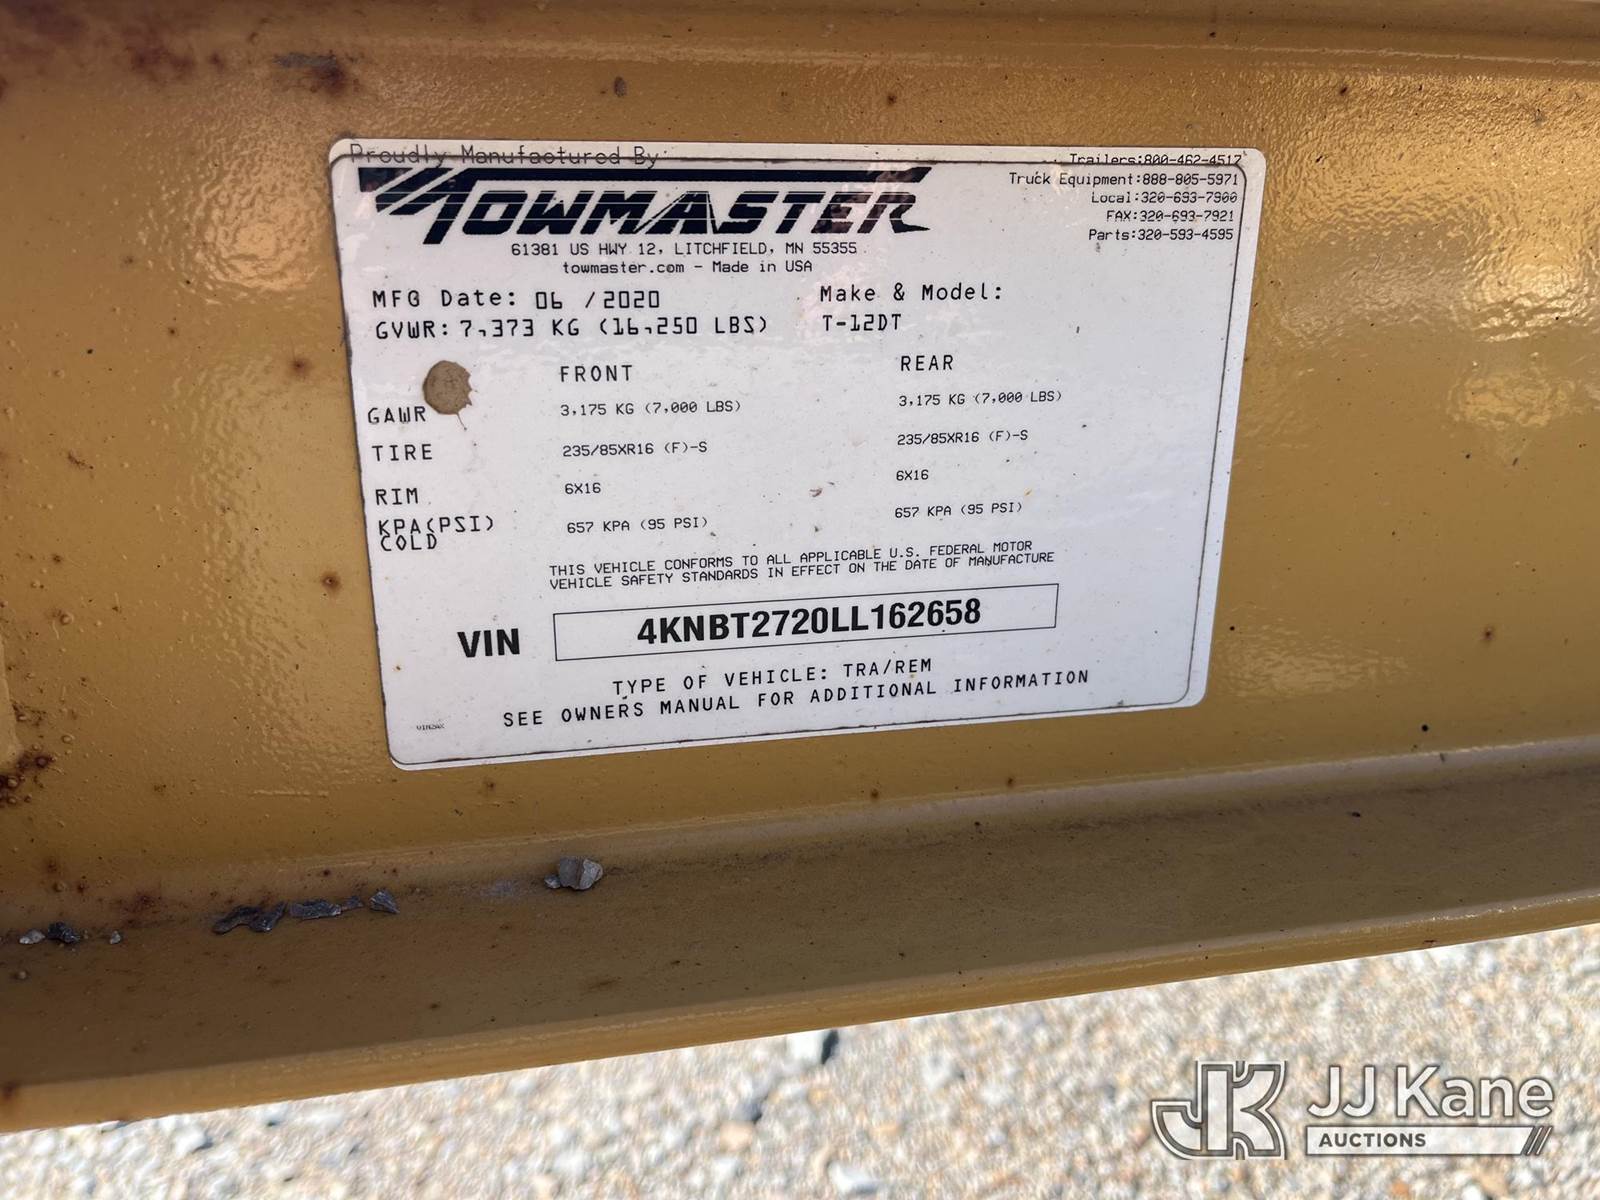 Proudly Manufactured By
Trailers:800-462-4517
TOWMASTER
Truck Equipment:888-805-5971
Local:320-693-7900
FAX:320-693-7921
Parts:320-593-4595
61381 US HWY 12, LITCHFIELD, MN 55355
towmaster.com - Made in USA
MFG Date: 06 /2020
Make & Model:
GVWR: 7,373 KG (16,250 LBS)
T-12DT
FRONT
REAR
GAWR
3,175 KG (7,000 LBS)
3,175 KG (7,000 LBS)
TIRE
235/85XR16 (F)-S
235/85XR16 (F)-S
RIM
6X16
6X16
KPA(PSI)
COLD
657 KPA (95 PSI)
657 KPA (95 PSI)
THIS VEHICLE CONFORMS TO ALL APPLICABLE U.S. FEDERAL MOTOR
VEHICLE SAFETY STANDARDS IN EFFECT ON THE DATE OF MANUFACTURE
VIN 4KNBT2720LL162658
TYPE OF VEHICLE: TRA/REM
SEE OWNERS MANUAL FOR ADDITIONAL INFORMATION
JK JJ Kane
AUCTIONS